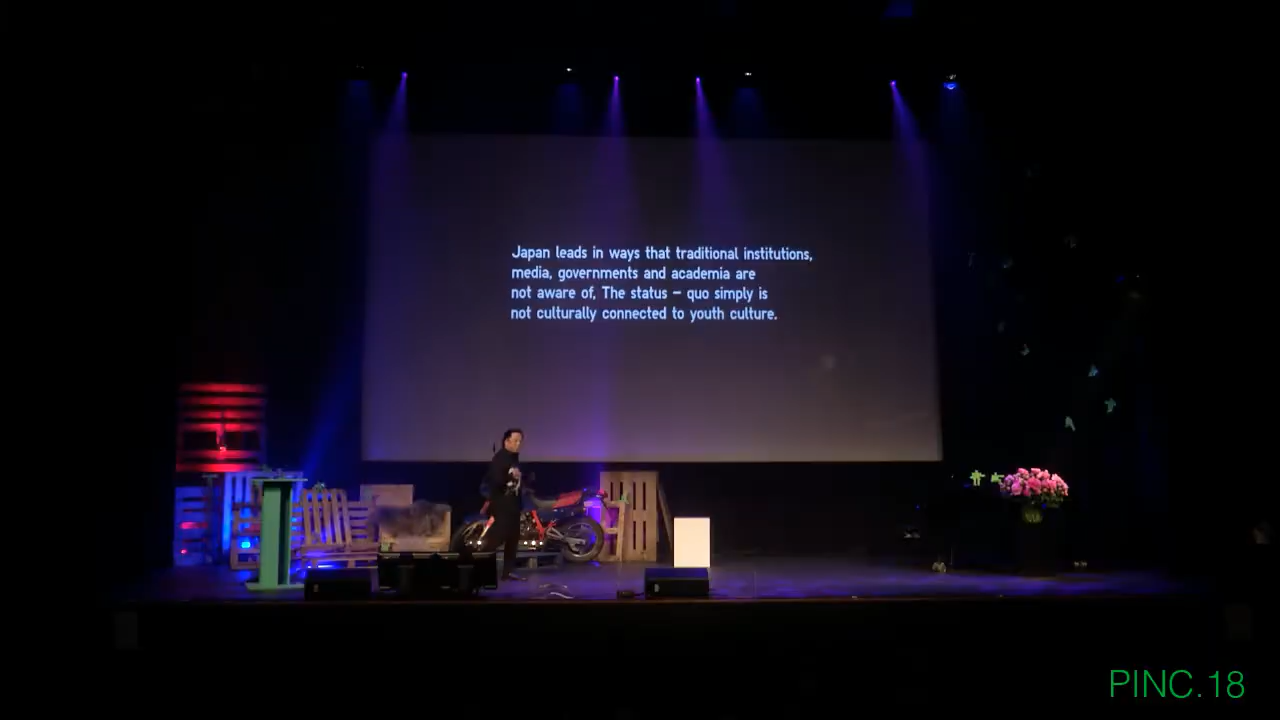 Japan leads in ways that traditional institutions,
media, governments and academia are
not aware of, The status – quo simply is
not culturally connected to youth culture.
PINC.18